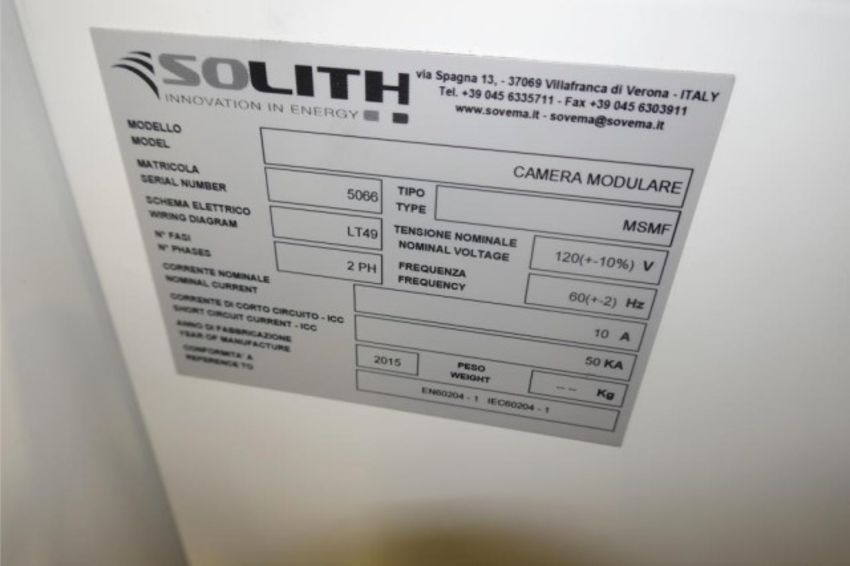 SOLITH
INNOVATION IN ENERGY
via Spagna 13, - 37069 Villafranca di Verona - ITALY
Tel. +39 045 6335711 - Fax +39 045 6303911
www.sovema.it - sovema@sovema.it
MODELLO
MODEL
CAMERA MODULARE
MATRICOLA
SERIAL NUMBER
5066
TIPO
TYPE
MSMF
SCHEMA ELETTRICO
WIRING DIAGRAM
LT49
TENSIONE NOMINALE
NOMINAL VOLTAGE
120(+-10%) V
N° FASI
N° PHASES
2 PH
FREQUENZA
FREQUENCY
60(+-2) Hz
CORRENTE NOMINALE
NOMINAL CURRENT
10 A
CORRENTE DI CORTO CIRCUITO - ICC
SHORT CIRCUIT CURRENT - ICC
50 KA
ANNO DI FABBRICAZIONE
YEAR OF MANUFACTURE
2015
PESO
WEIGHT
-- -- Kg
CONFORMITA' A
REFERENCE TO
EN60204 - 1 IEC60204 - 1